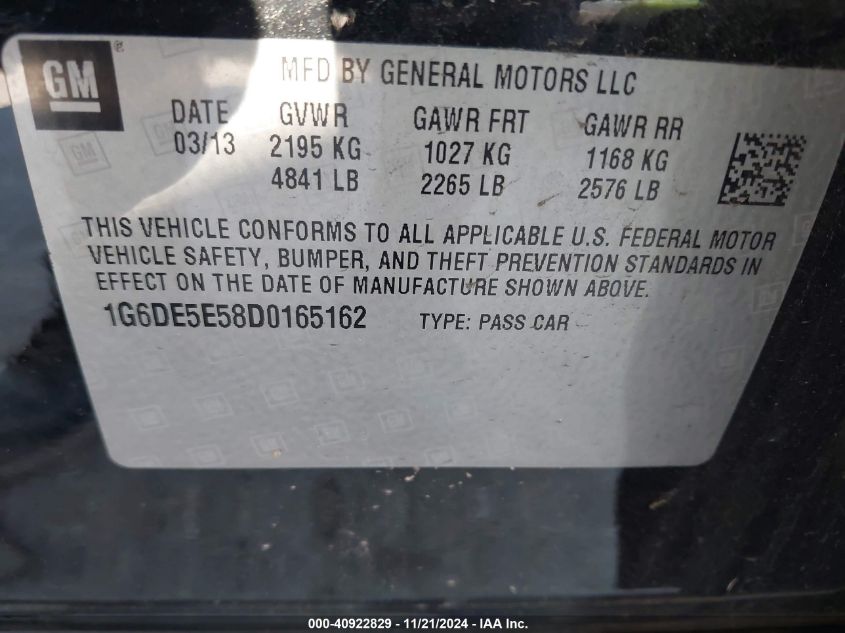 GM
MFD BY GENERAL MOTORS LLC
DATE GVWR GAWR FRT GAWR RR
03/13 2195 KG 1027 KG 1168 KG
4841 LB 2265 LB 2576 LB
THIS VEHICLE CONFORMS TO ALL APPLICABLE U.S. FEDERAL MOTOR
VEHICLE SAFETY, BUMPER, AND THEFT PREVENTION STANDARDS IN
EFFECT ON THE DATE OF MANUFACTURE SHOWN ABOVE.
1G6DE5E58D0165162 TYPE: PASS CAR
000-40922829 - 11/21/2024 - IAA Inc.